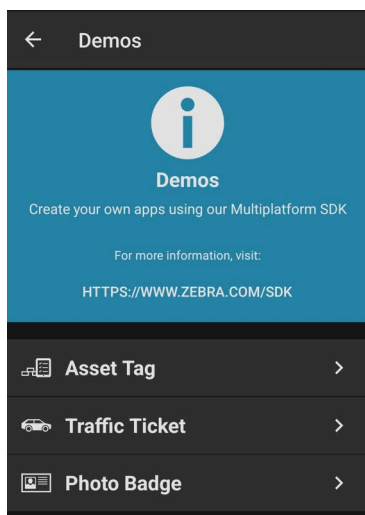 Demos
Demos
Create your own apps using our Multiplatform SDK
For more information, visit:
HTTPS://WWW.ZEBRA.COM/SDK
Asset Tag
Traffic Ticket
Photo Badge